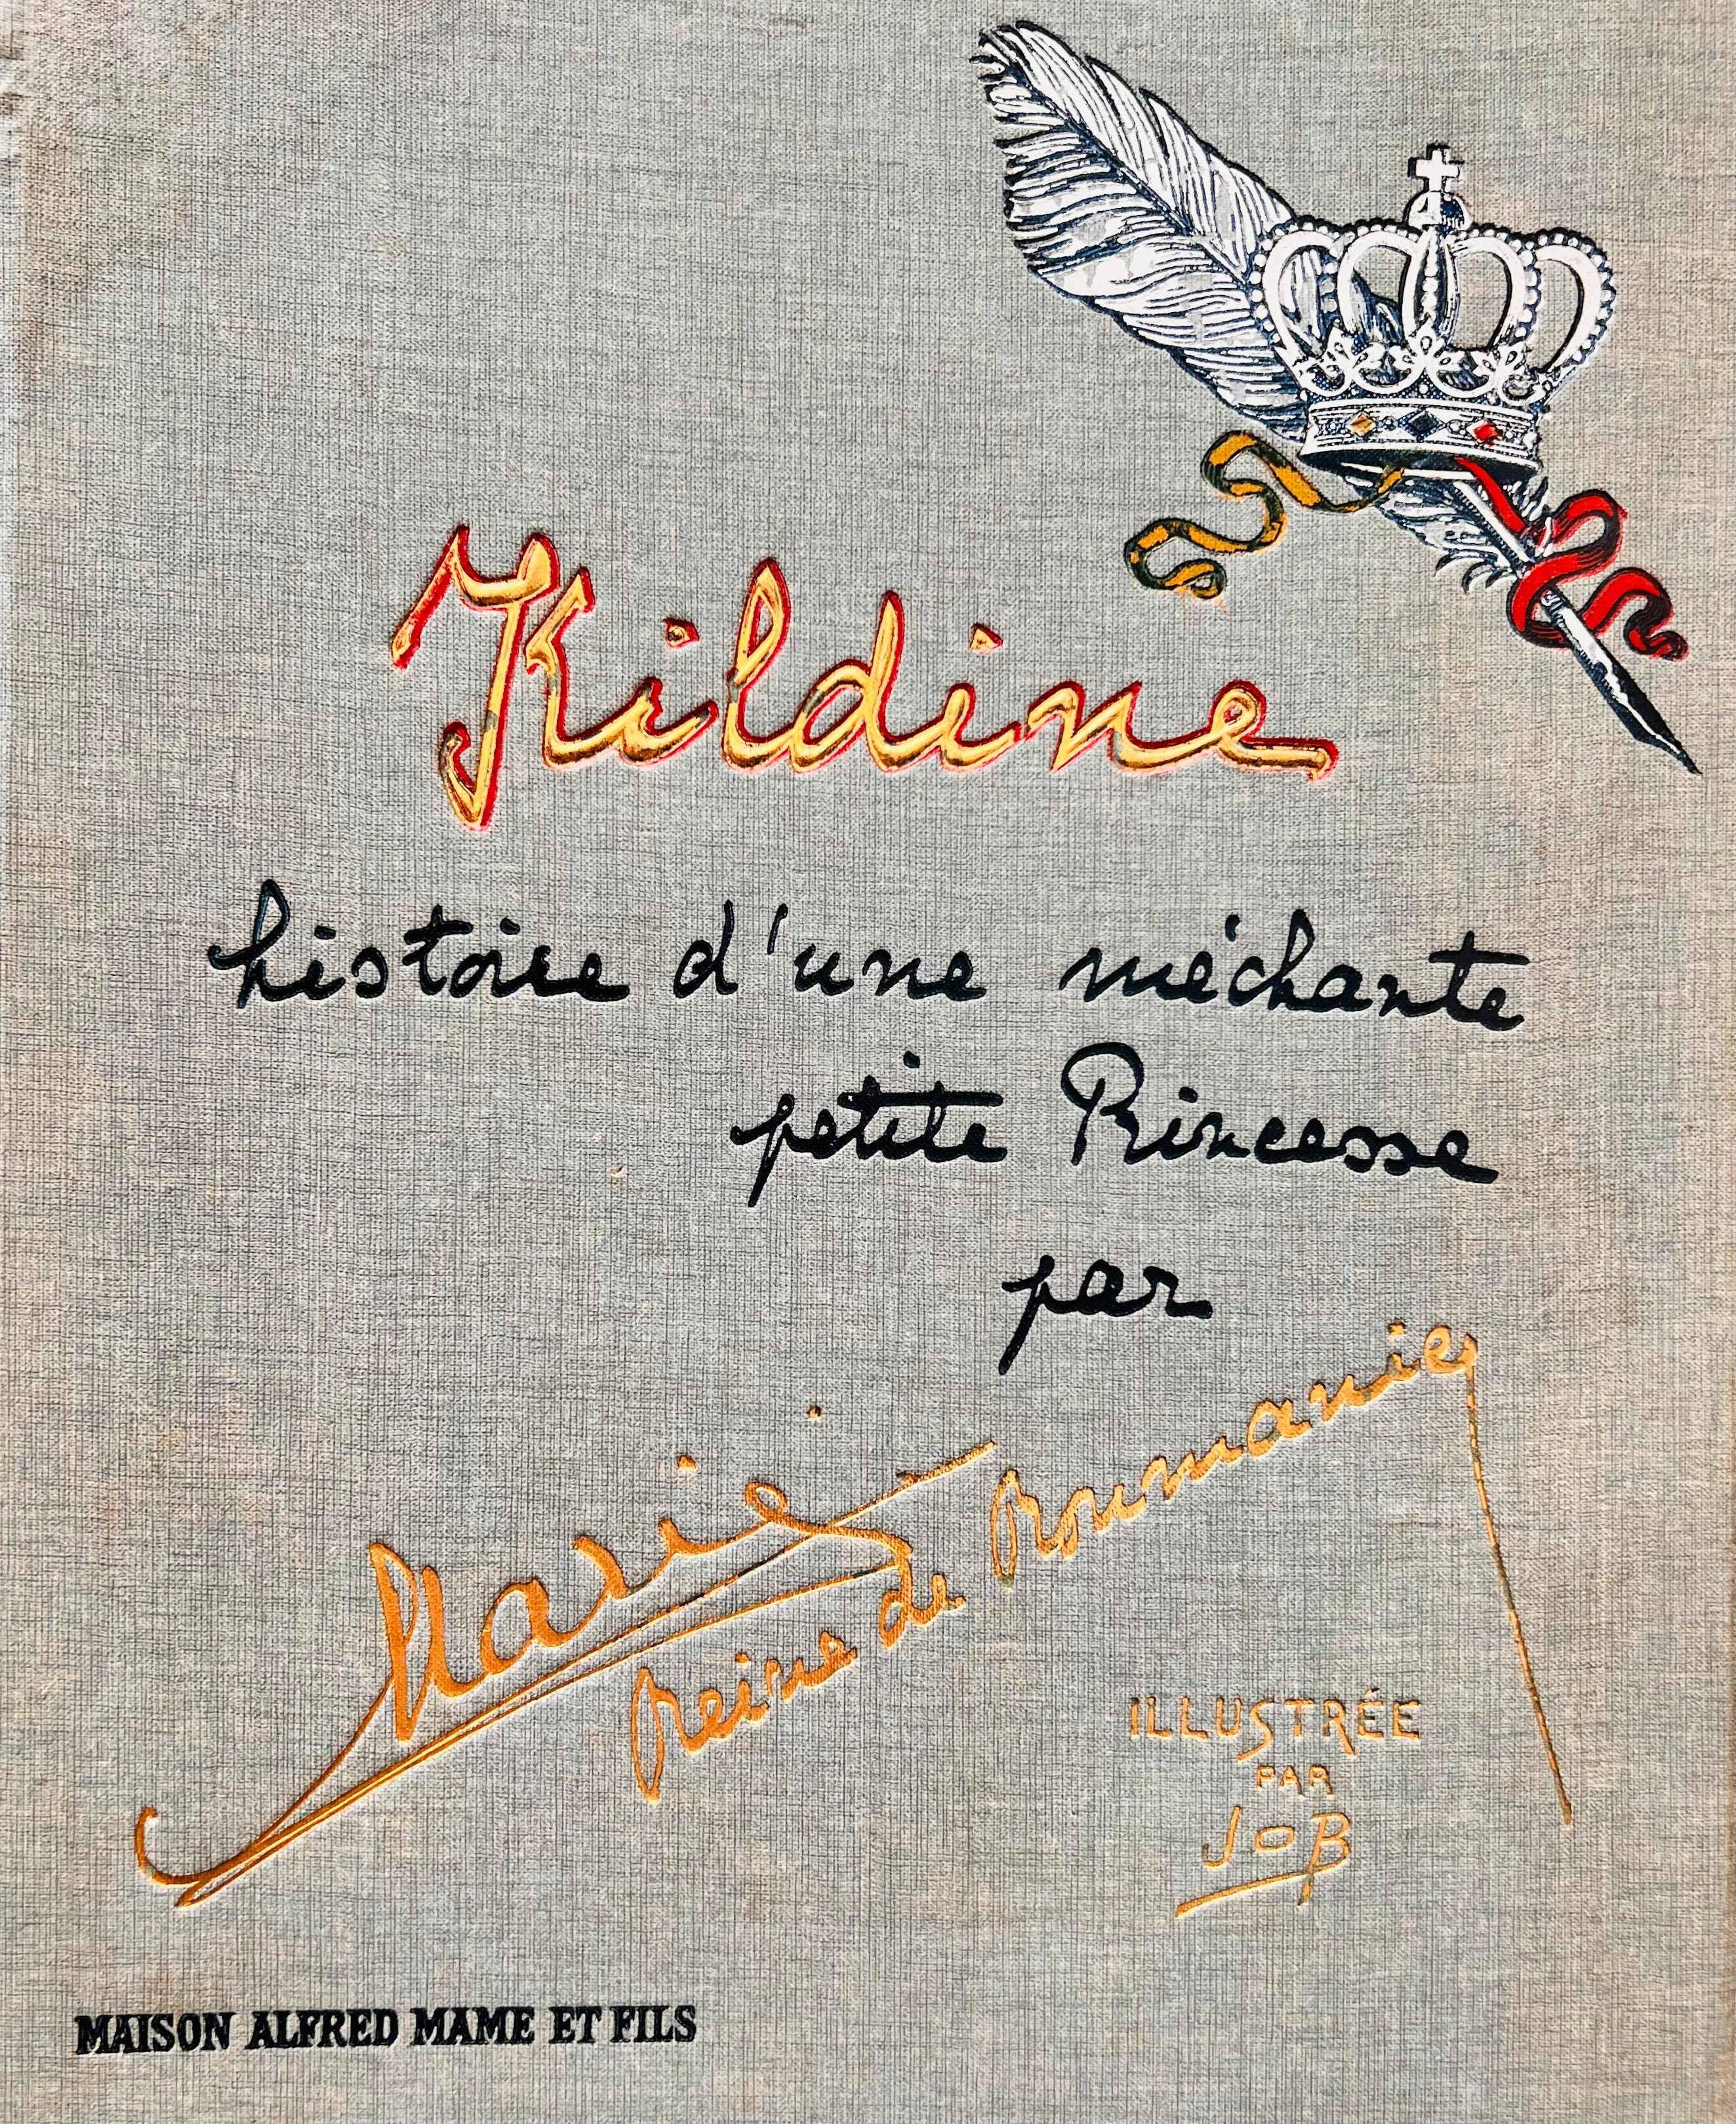 Kildine
histoire d'une méchante
petite Princesse
par
Marie
Reine de Roumanie
ILLUSTRÉE
PAR
JOB
MAISON ALFRED MAME ET FILS